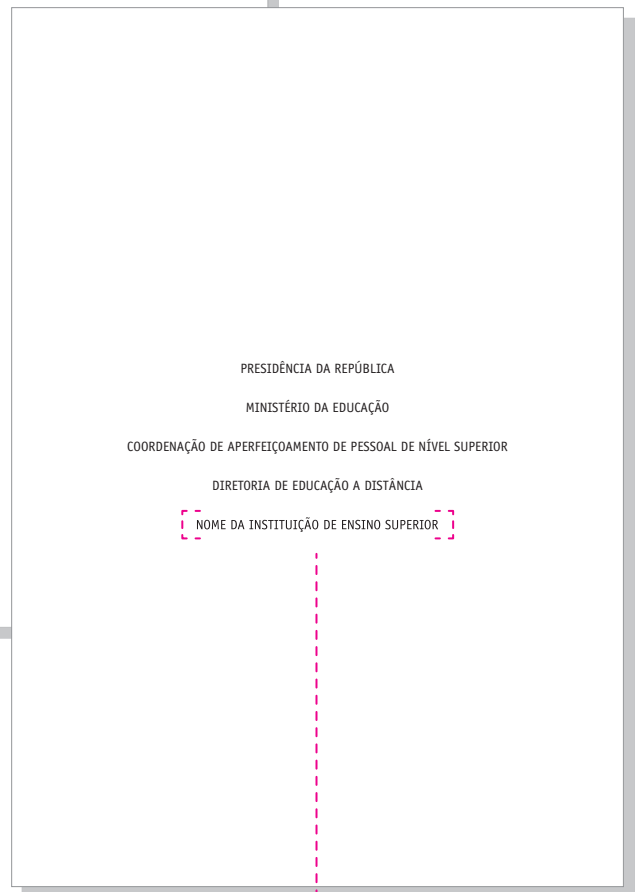 PRESIDÊNCIA DA REPÚBLICA
MINISTÉRIO DA EDUCAÇÃO
COORDENAÇÃO DE APERFEIÇOAMENTO DE PESSOAL DE NÍVEL SUPERIOR
DIRETORIA DE EDUCAÇÃO A DISTÂNCIA
NOME DA INSTITUIÇÃO DE ENSINO SUPERIOR